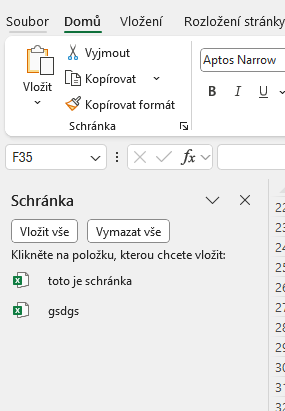 Soubor Domů Vložení Rozložení stránky
Vložit
Vyjmout
Kopírovat
Kopírovat formát
Schránka
Aptos Narrow
B I U
F35
fx
Schránka
Vložit vše Vymazat vše
Klikněte na položku, kterou chcete vložit:
toto je schránka
gsdgs
22
23
24
25
26
27
28
29
30
31
32